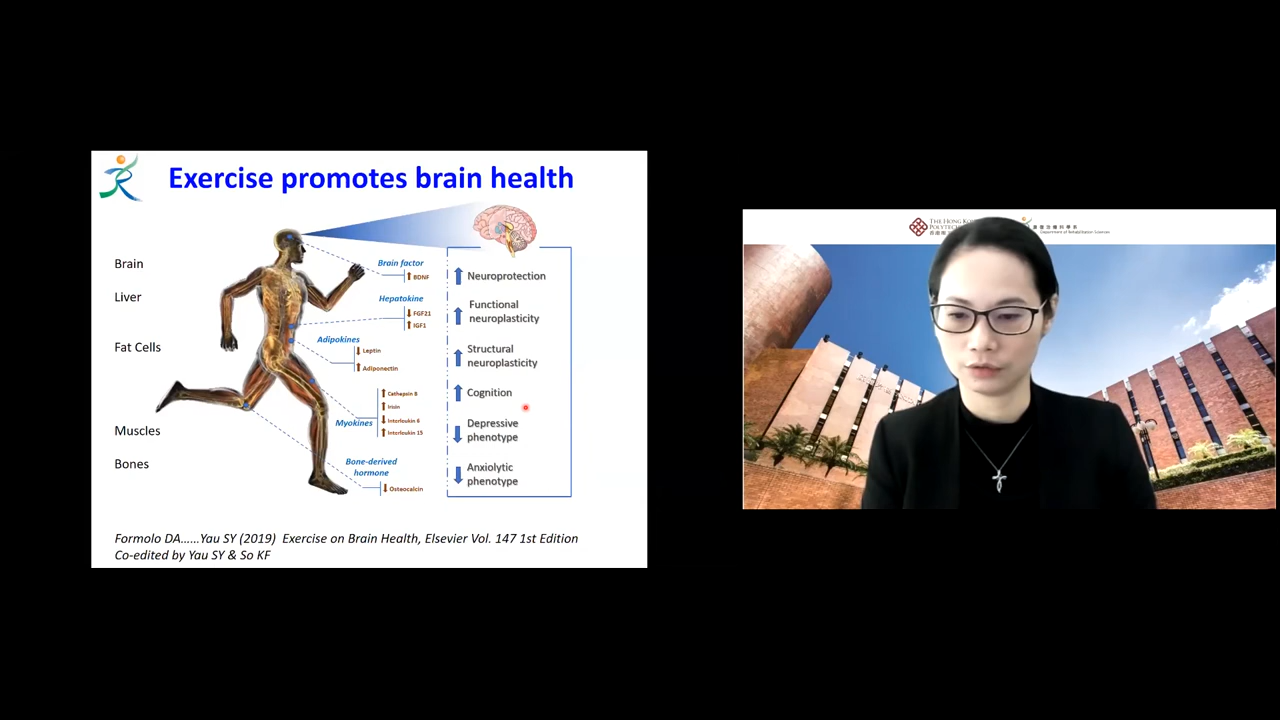 Exercise promotes brain health
Brain
Liver
Fat Cells
Muscles
Bones
Brain factor
BDNF
Hepatokine
FGF21
IGF1
Adipokines
Leptin
Adiponectin
Cathepsin B
Irisin
Myokines
Interleukin 6
Interleukin 15
Bone-derived
hormone
Osteocalcin
Neuroprotection
Functional
neuroplasticity
Structural
neuroplasticity
Cognition
Depressive
phenotype
Anxiolytic
phenotype
Formolo DA......Yau SY (2019) Exercise on Brain Health, Elsevier Vol. 147 1st Edition
Co-edited by Yau SY & So KF
THE HONG KO
POLYTEC
Department of Rehabilitation Sciences